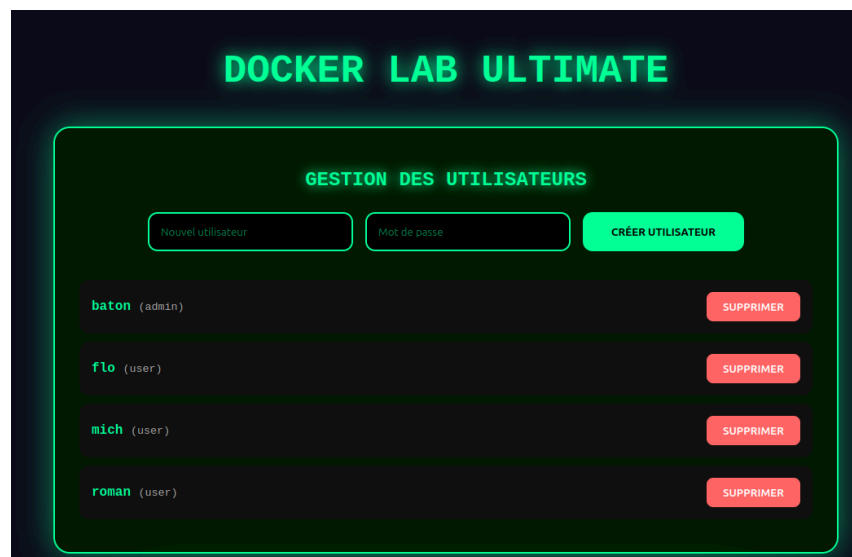 DOCKER LAB ULTIMATE
GESTION DES UTILISATEURS
Nouvel utilisateur Mot de passe CRÉER UTILISATEUR
baton (admin) SUPPRIMER
flo (user) SUPPRIMER
mich (user) SUPPRIMER
roman (user) SUPPRIMER